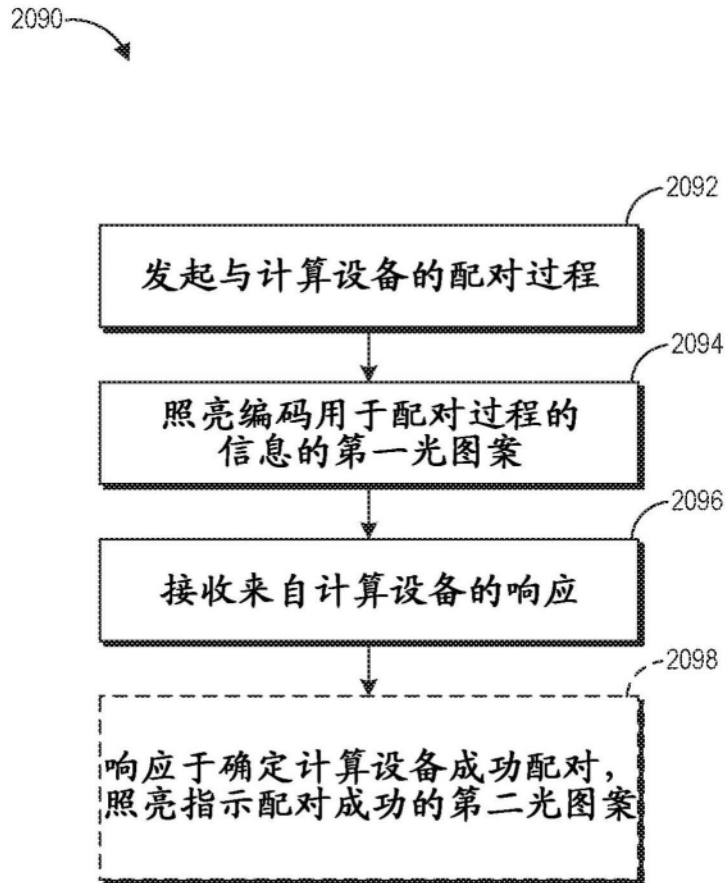 2090
2092
发起与计算设备的配对过程
2094
照亮编码用于配对过程的
信息的第一光图案
2096
接收来自计算设备的响应
2098
响应于确定计算设备成功配对，
照亮指示配对成功的第二光图案